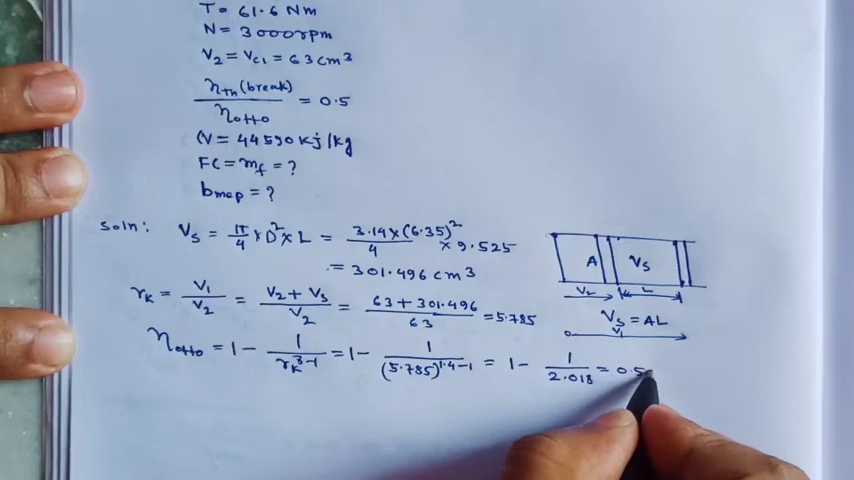 T= 61.6 Nm
N= 3000rpm
V2 = Vc1 = 63 cm3
ηth (break) / ηotto = 0.5
CV = 44590 kj/kg
FC = mf = ?
bmep = ?
soln: Vs = π/4 × D² × L = 3.14×(6.35)²/4 × 9.525
= 301.496 cm3
rK = V1/V2 = V2 + Vs/V2 = 63+301.496/63 = 5.785
ηotto = 1 - 1/rK^3-1 = 1 - 1/(5.785)^1.4-1 = 1 - 1/2.018 = 0.5
A Vs
V2 L
Vs = AL
V1